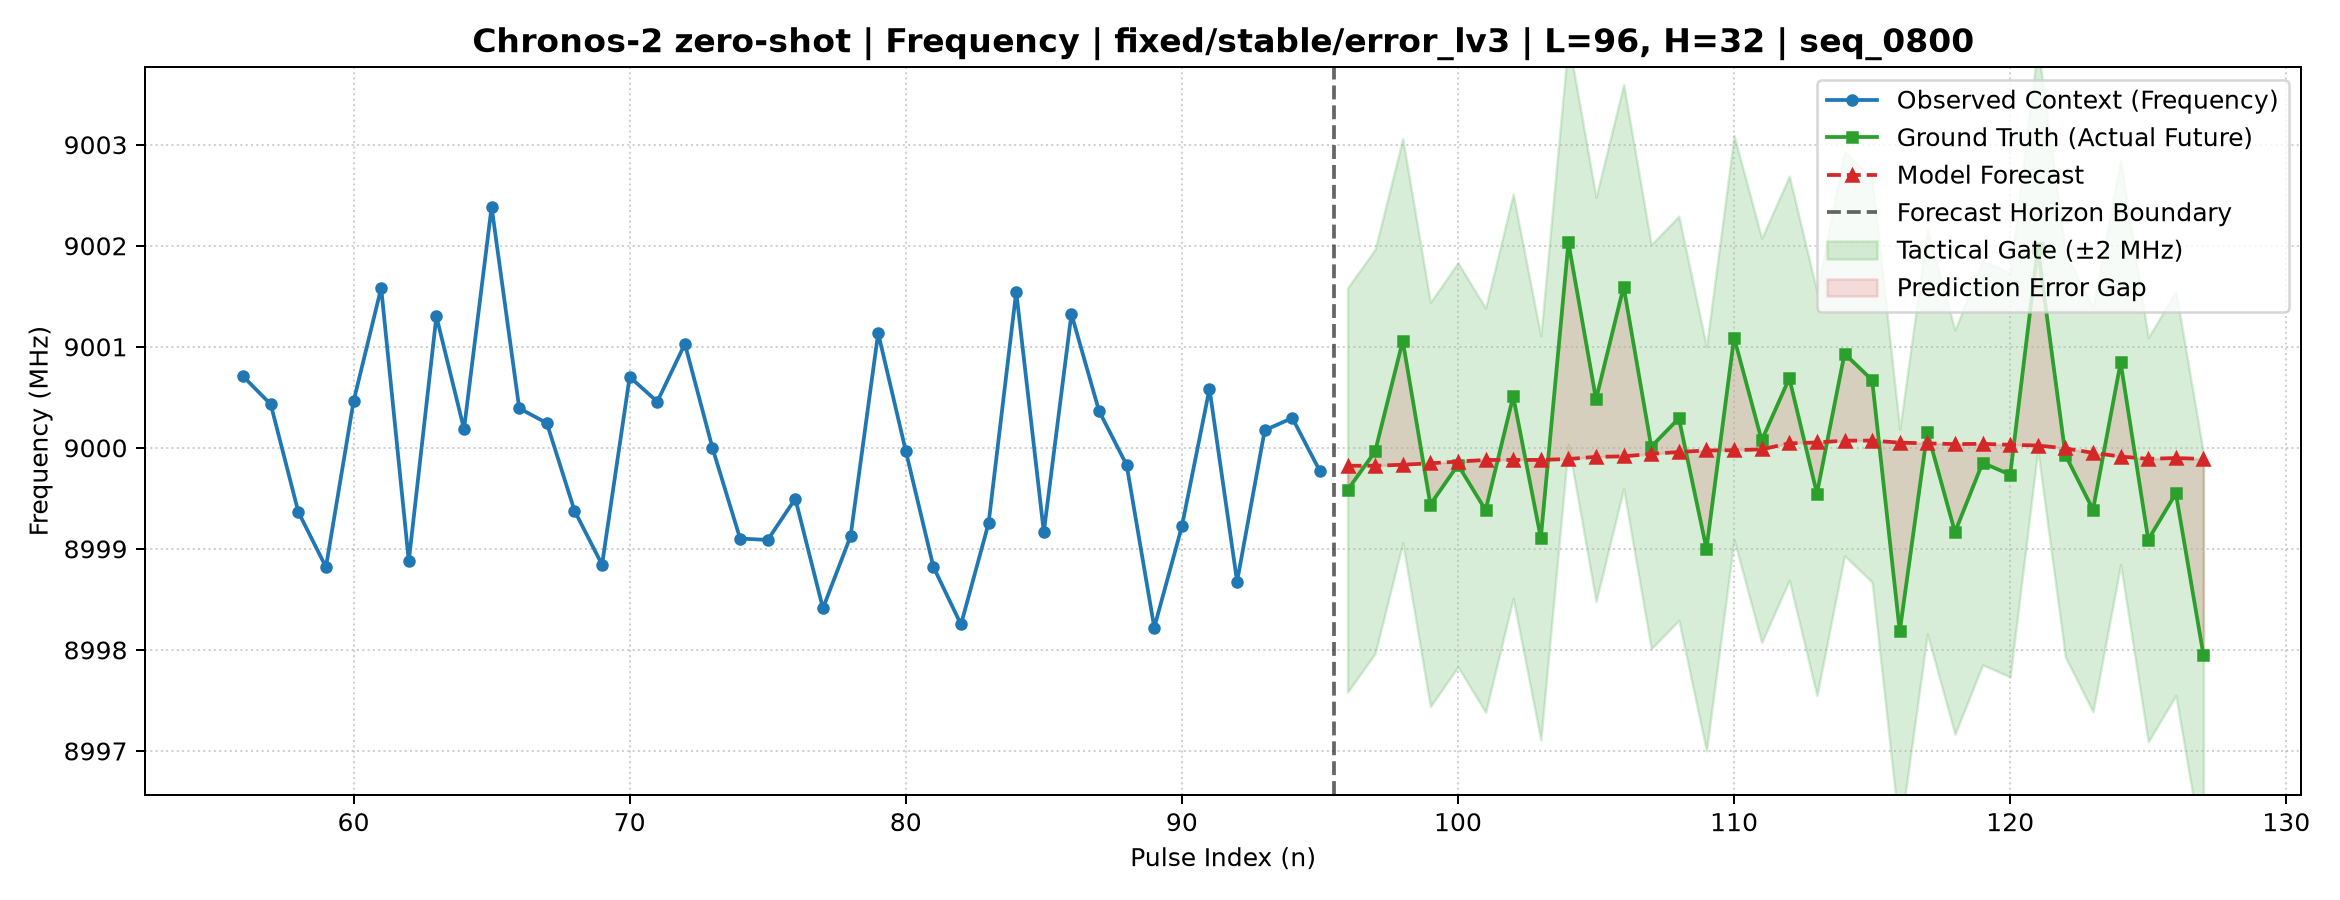 Chronos-2 zero-shot | Frequency | fixed/stable/error_lv3 | L=96, H=32 | seq_0800
Frequency (MHz)
9003
9002
9001
9000
8999
8998
8997
Observed Context (Frequency)
Ground Truth (Actual Future)
Model Forecast
Forecast Horizon Boundary
Tactical Gate (±2 MHz)
Prediction Error Gap
60 70 80 90 100 110 120 130
Pulse Index (n)